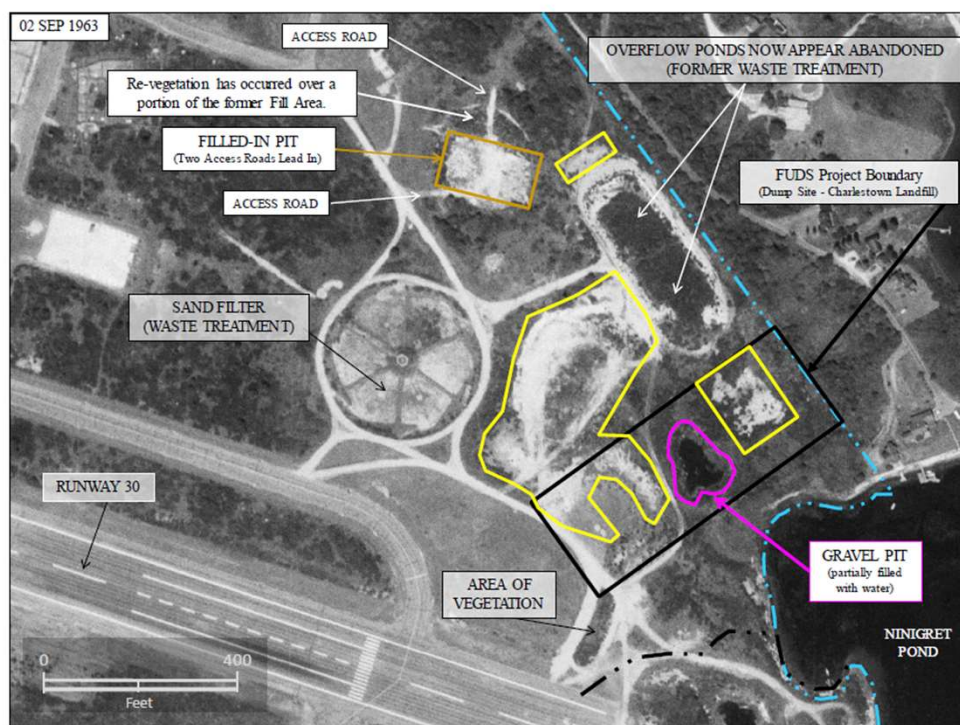 02 SEP 1963
ACCESS ROAD
OVERFLOW PONDS NOW APPEAR ABANDONED
(FORMER WASTE TREATMENT)
Re-vegetation has occurred over a
portion of the former Fill Area.
FILLED-IN PIT
(Two Access Roads Lead In)
FUDS Project Boundary
(Dump Site - Charlestown Landfill)
ACCESS ROAD
SAND FILTER
(WASTE TREATMENT)
RUNWAY 30
GRAVEL PIT
(partially filled
with water)
AREA OF
VEGETATION
NINIGRET
POND
0
400
Feet